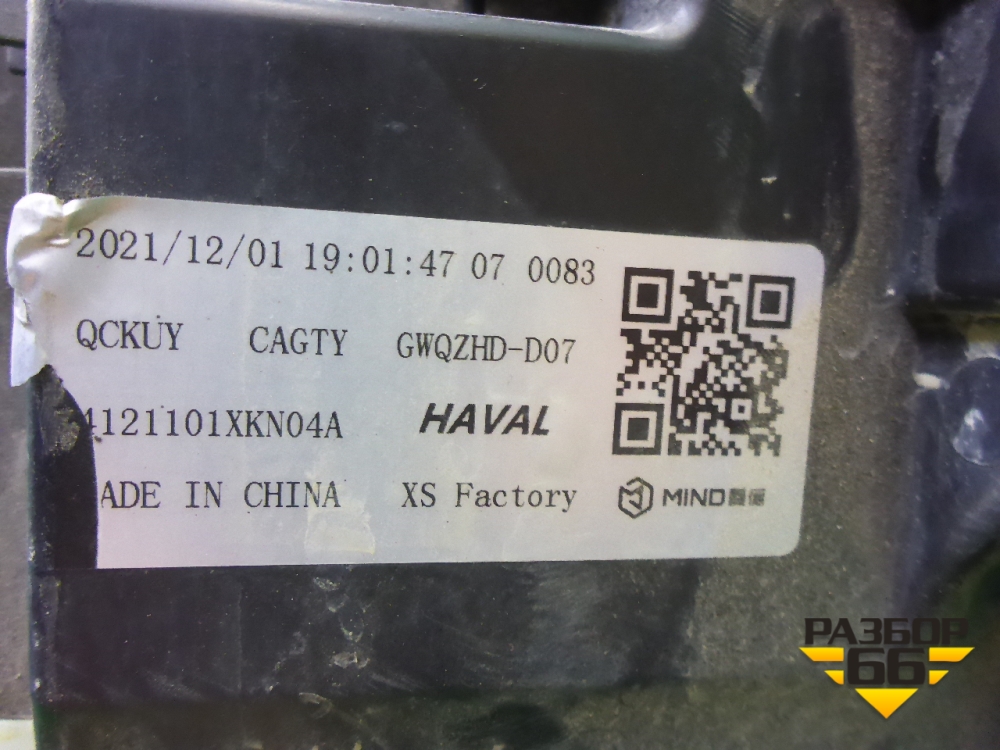 2021/12/01 19:01:47 07 0083
QCKUY CAGTY GWQZHD-D07
4121101XKN04A HAVAL
ADE IN CHINA XS Factory MIND
РАЗБОР
66